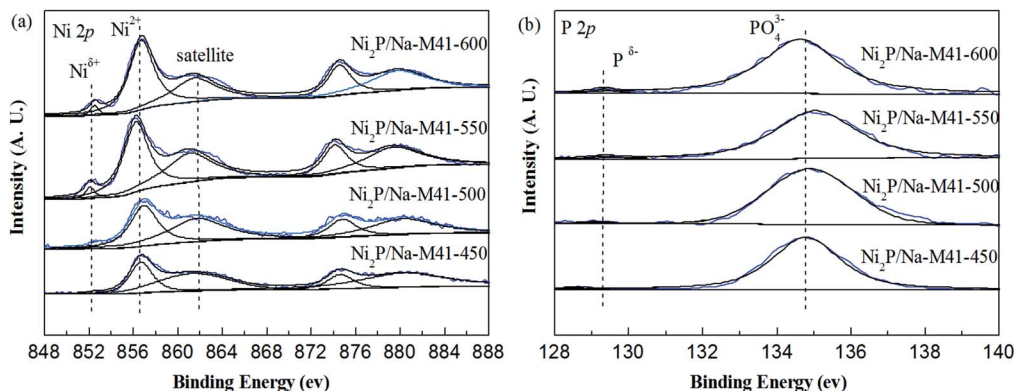 (a)
Ni 2p
Ni²⁺
Niᵟ⁺
satellite
Ni₂P/Na-M41-600
Ni₂P/Na-M41-550
Ni₂P/Na-M41-500
Ni₂P/Na-M41-450
Intensity (A. U.)
848 852 856 862 864 868 872 876 880 884 888
Binding Energy (ev)
(b)
P 2p
P ᵟ⁻
PO₄³⁻
Ni₂P/Na-M41-600
Ni₂P/Na-M41-550
Ni₂P/Na-M41-500
Ni₂P/Na-M41-450
Intensity (A. U.)
128 130 132 134 136 138 140
Binding Energy (ev)